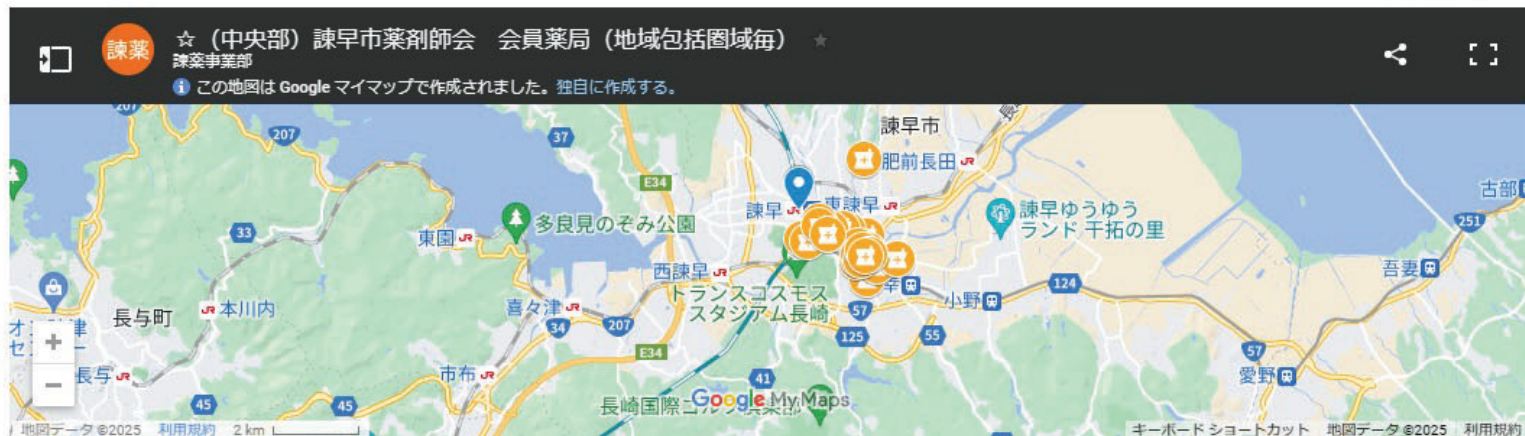 諫薬
☆（中央部）諫早市薬剤師会　会員薬局（地域包括圏域毎）
諫薬事業部
この地図は Google マイマップで作成されました。独自に作成する。
207
207
37
諫早市
肥前長田
E34
古部
諫早
東諫早
諫早ゆうゆう
ランド 干拓の里
251
多良見のぞみ公園
33
東園
西諫早
吾妻
トランスコスモス
スタジアム長崎
幸
小野
124
本川内
喜々津
長与町
57
34
207
125
55
E34
57
長与
市布
愛野
41
Google My Maps
45
45
長崎国際ゴルフ倶楽部
+
−
地図データ ©2025
利用規約
2 km
キーボード ショートカット
地図データ ©2025
利用規約